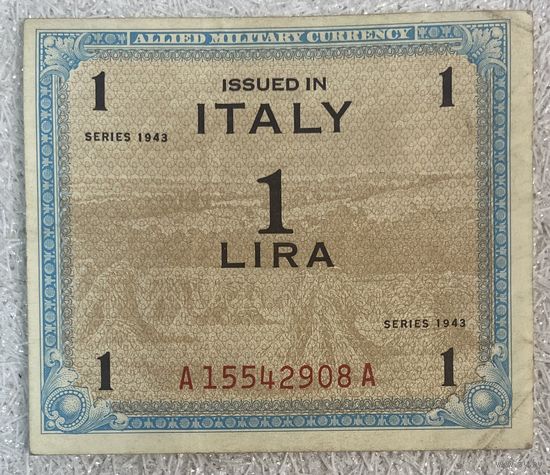 ALLIED MILITARY CURRENCY
1 ISSUED IN 1
ITALY
SERIES 1943
1
LIRA
SERIES 1943
1 A15542908A 1